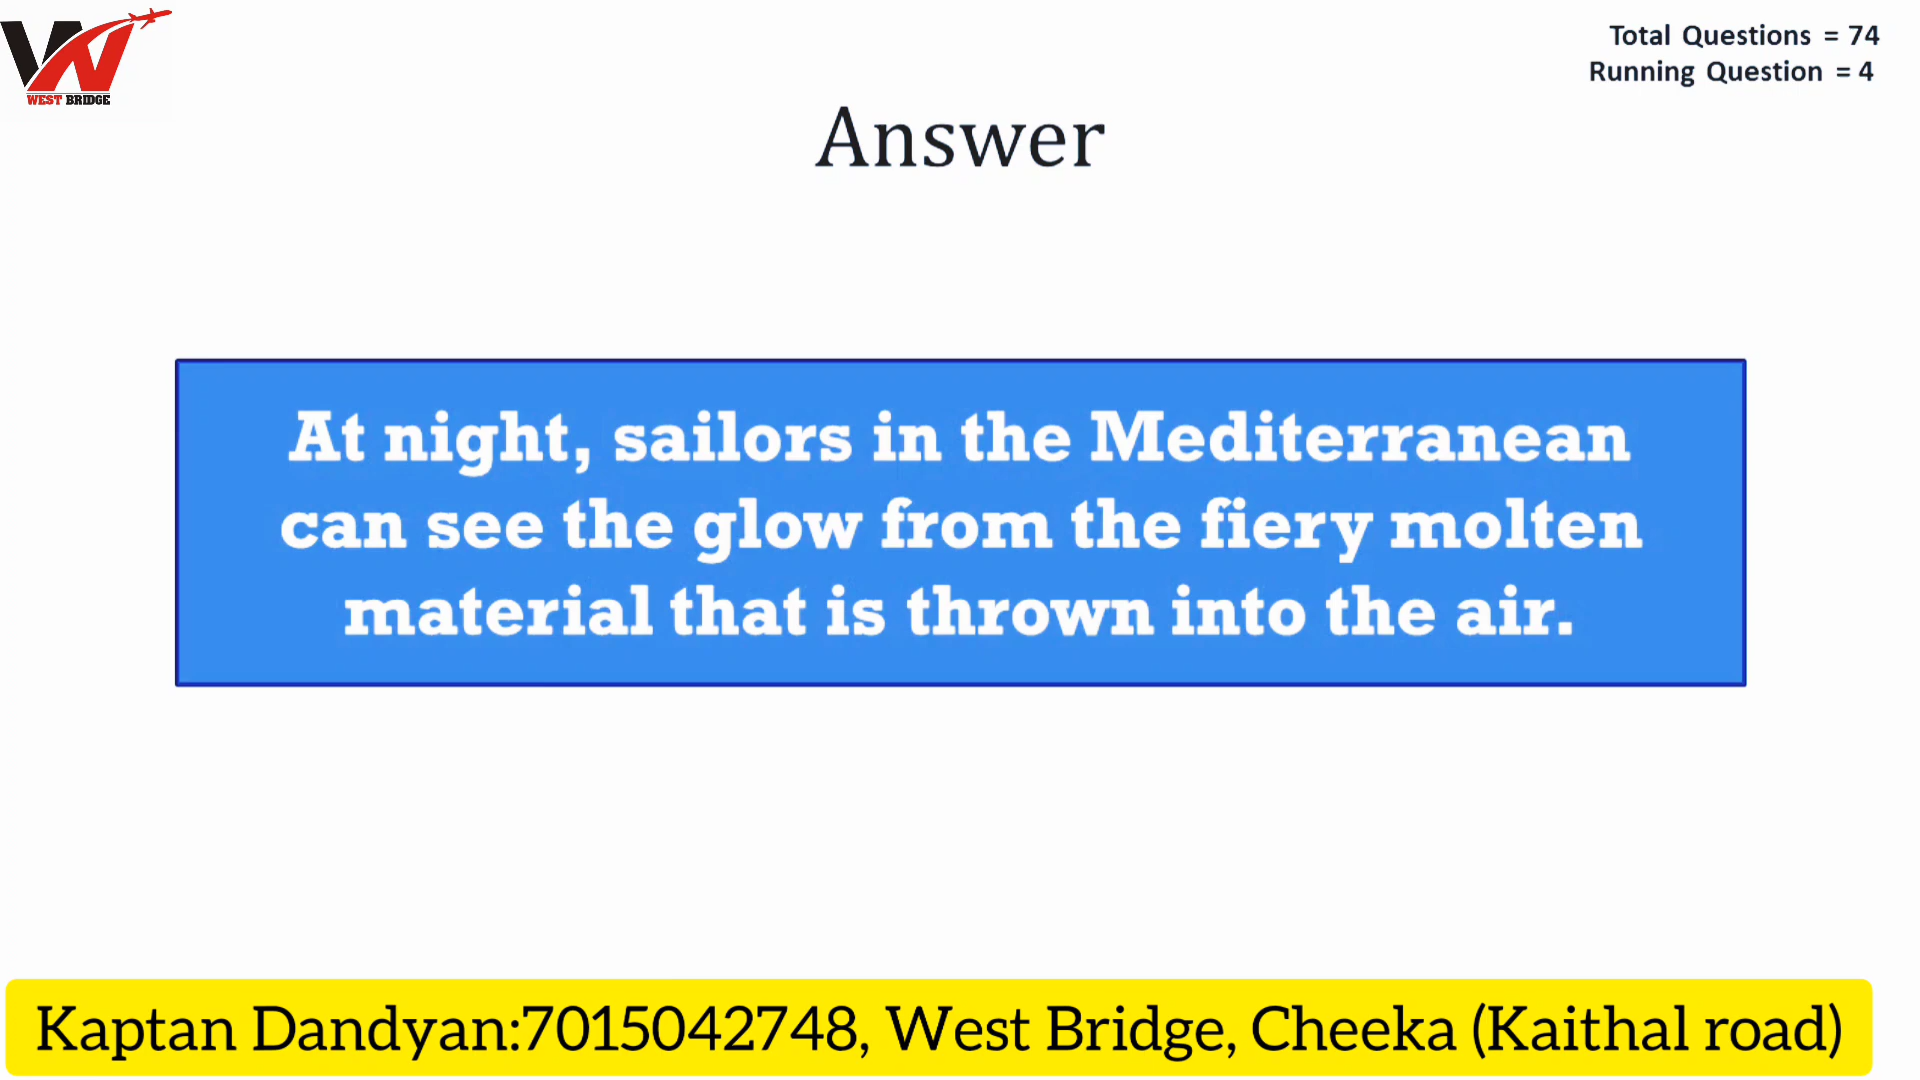 WEST BRIDGE
Total Questions = 74
Running Question = 4
Answer
At night, sailors in the Mediterranean
can see the glow from the fiery molten
material that is thrown into the air.
Kaptan Dandyan:7015042748, West Bridge, Cheeka (Kaithal road)